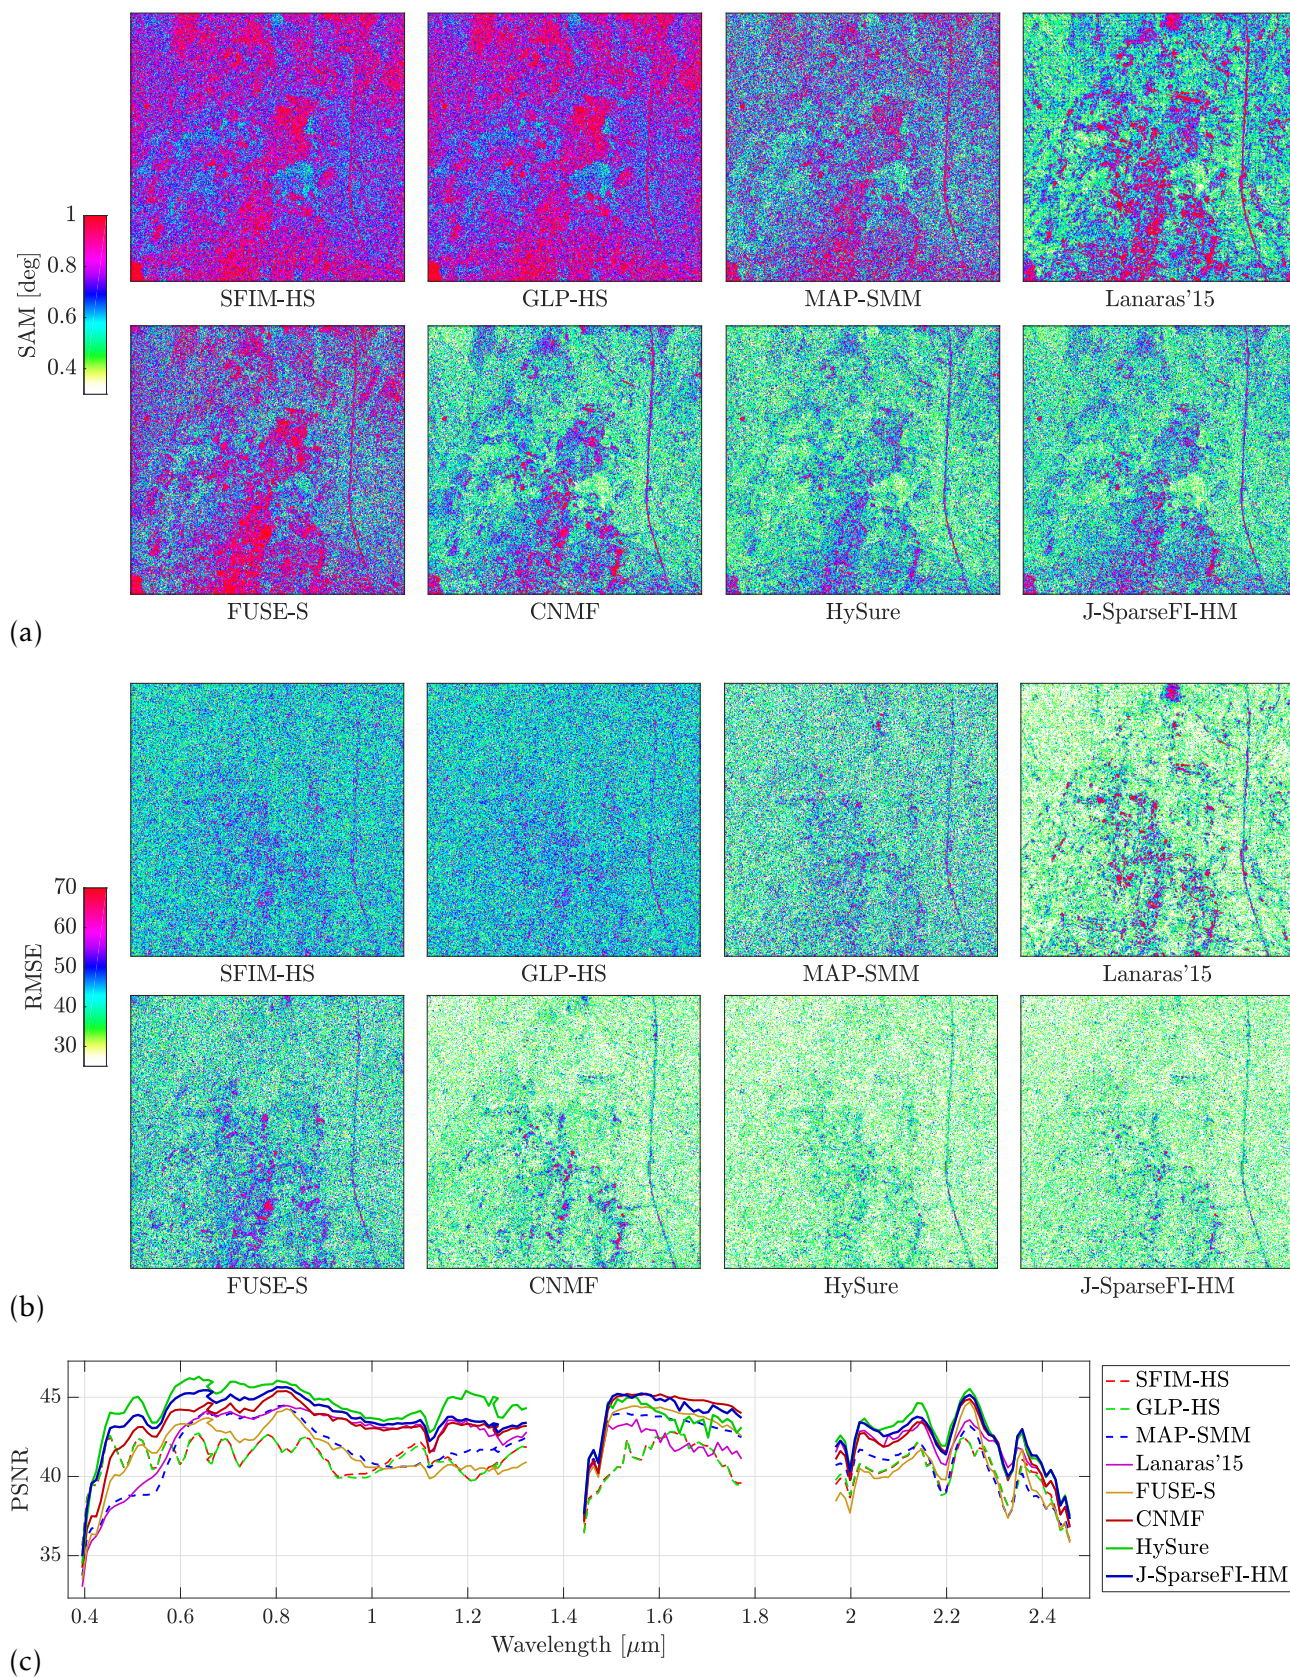 SAM [deg]
1
0.8
0.6
0.4
SFIM-HS
GLP-HS
MAP-SMM
Lanaras'15
FUSE-S
CNMF
HySure
J-SparseFI-HM
(a)
RMSE
70
60
50
40
30
SFIM-HS
GLP-HS
MAP-SMM
Lanaras'15
FUSE-S
CNMF
HySure
J-SparseFI-HM
(b)
PSNR
45
40
35
0.4
0.6
0.8
1
1.2
1.4
1.6
1.8
2
2.2
2.4
Wavelength [μm]
SFIM-HS
GLP-HS
MAP-SMM
Lanaras'15
FUSE-S
CNMF
HySure
J-SparseFI-HM
(c)